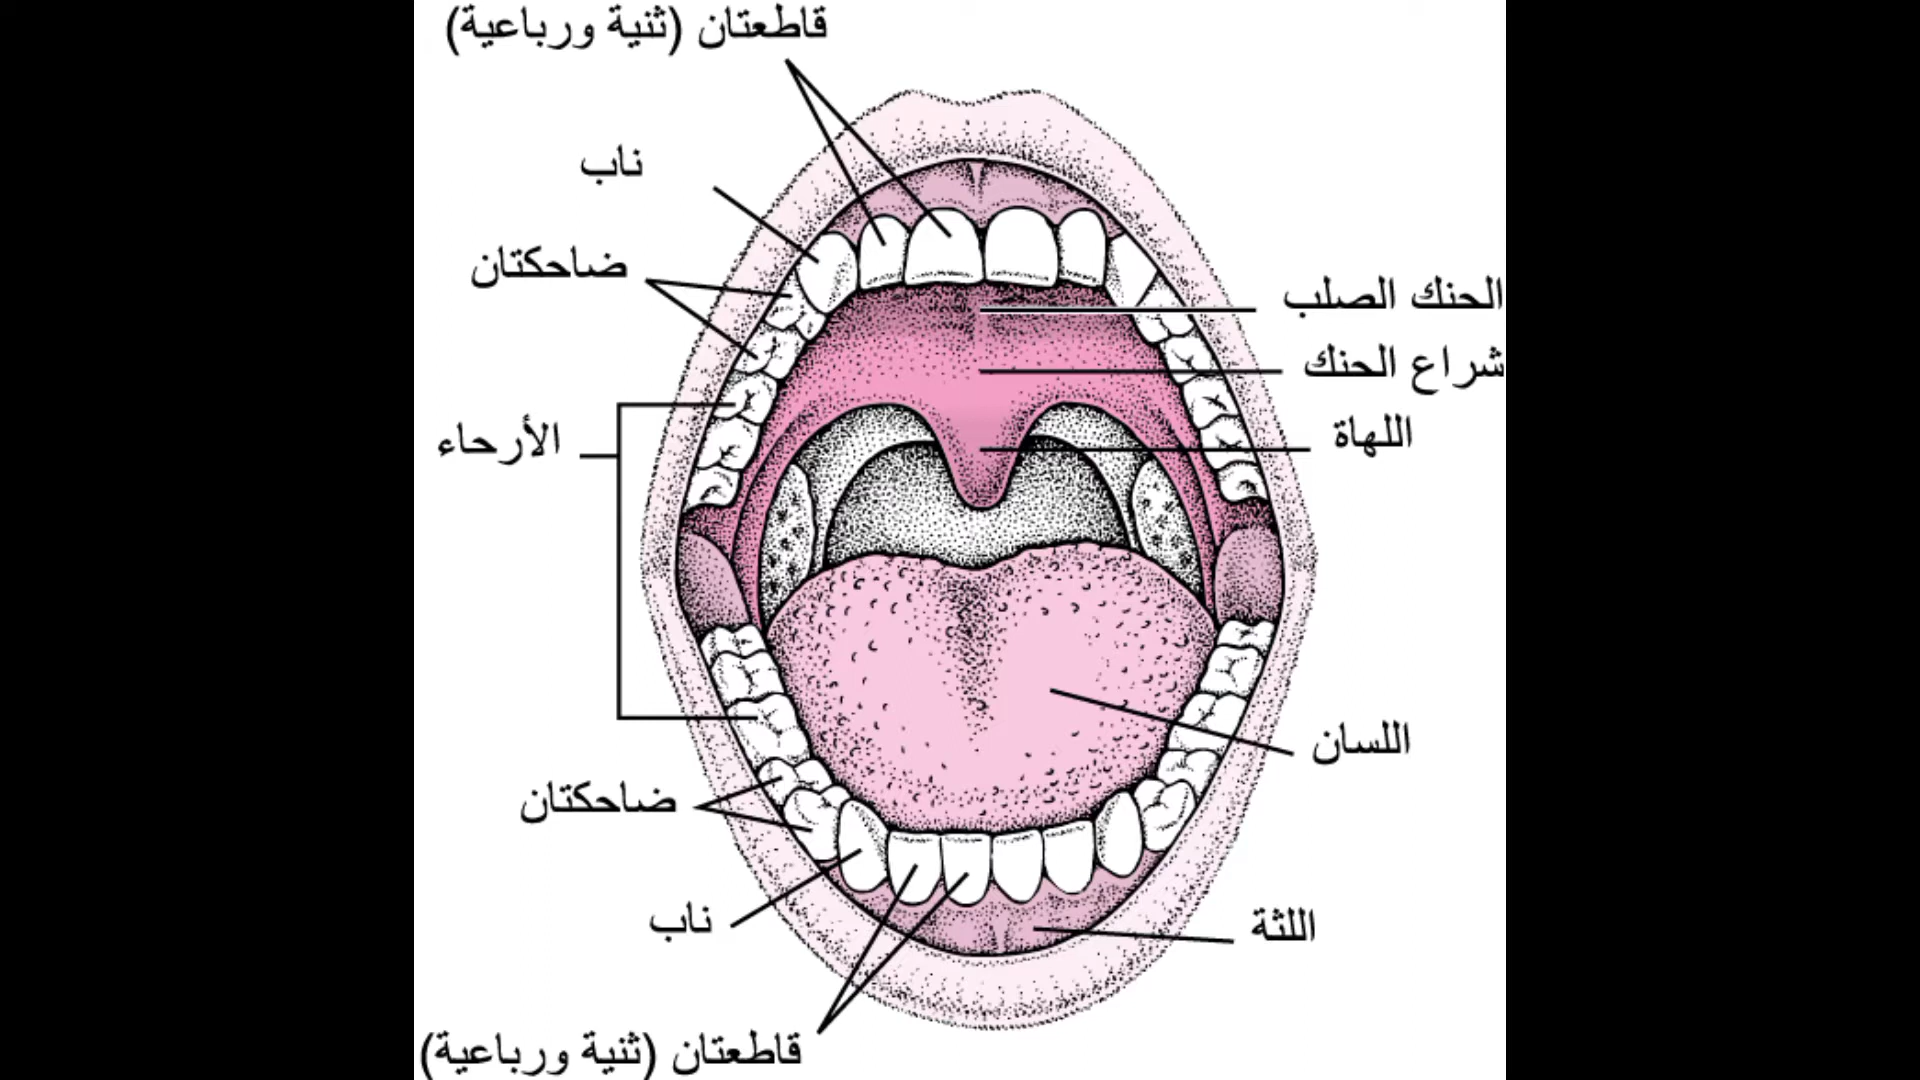 قاطعتان (ثنية ورباعية)
ناب
ضاحكتان
الحنك الصلب
شراع الحنك
اللهاة
الأرحاء
اللسان
ضاحكتان
ناب
اللثة
قاطعتان (ثنية ورباعية)